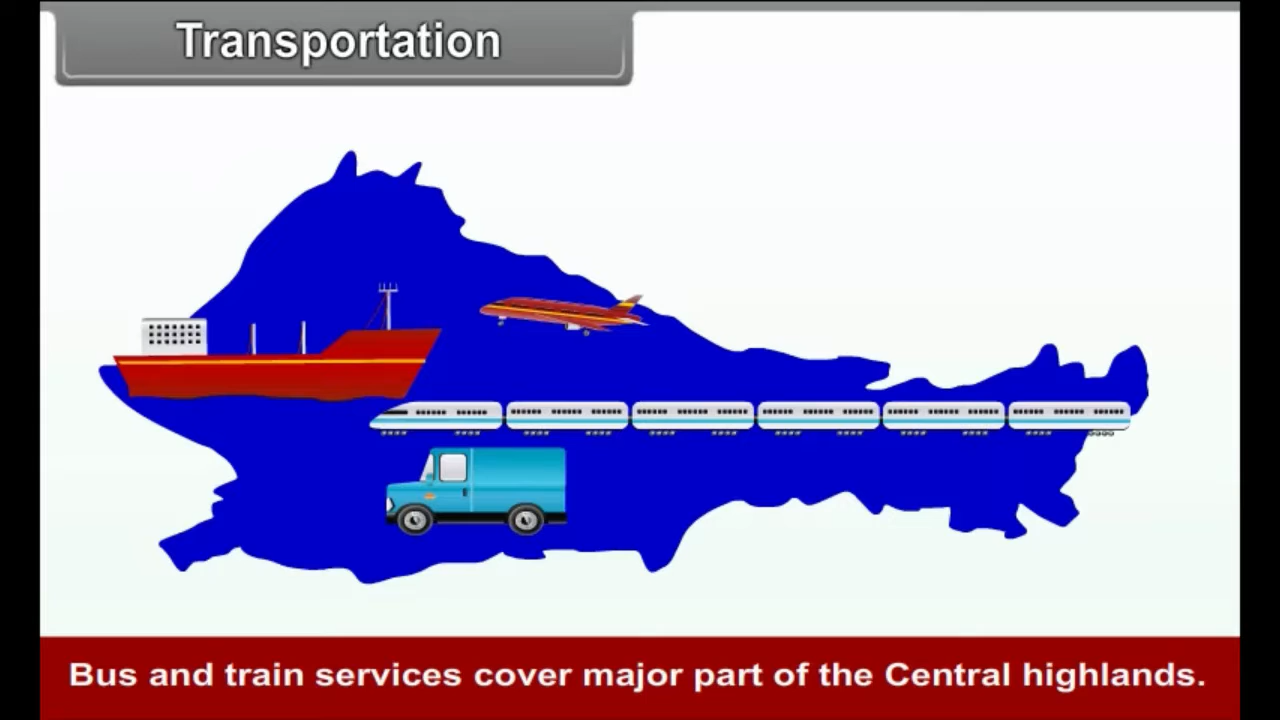 Transportation
Bus and train services cover major part of the Central highlands.